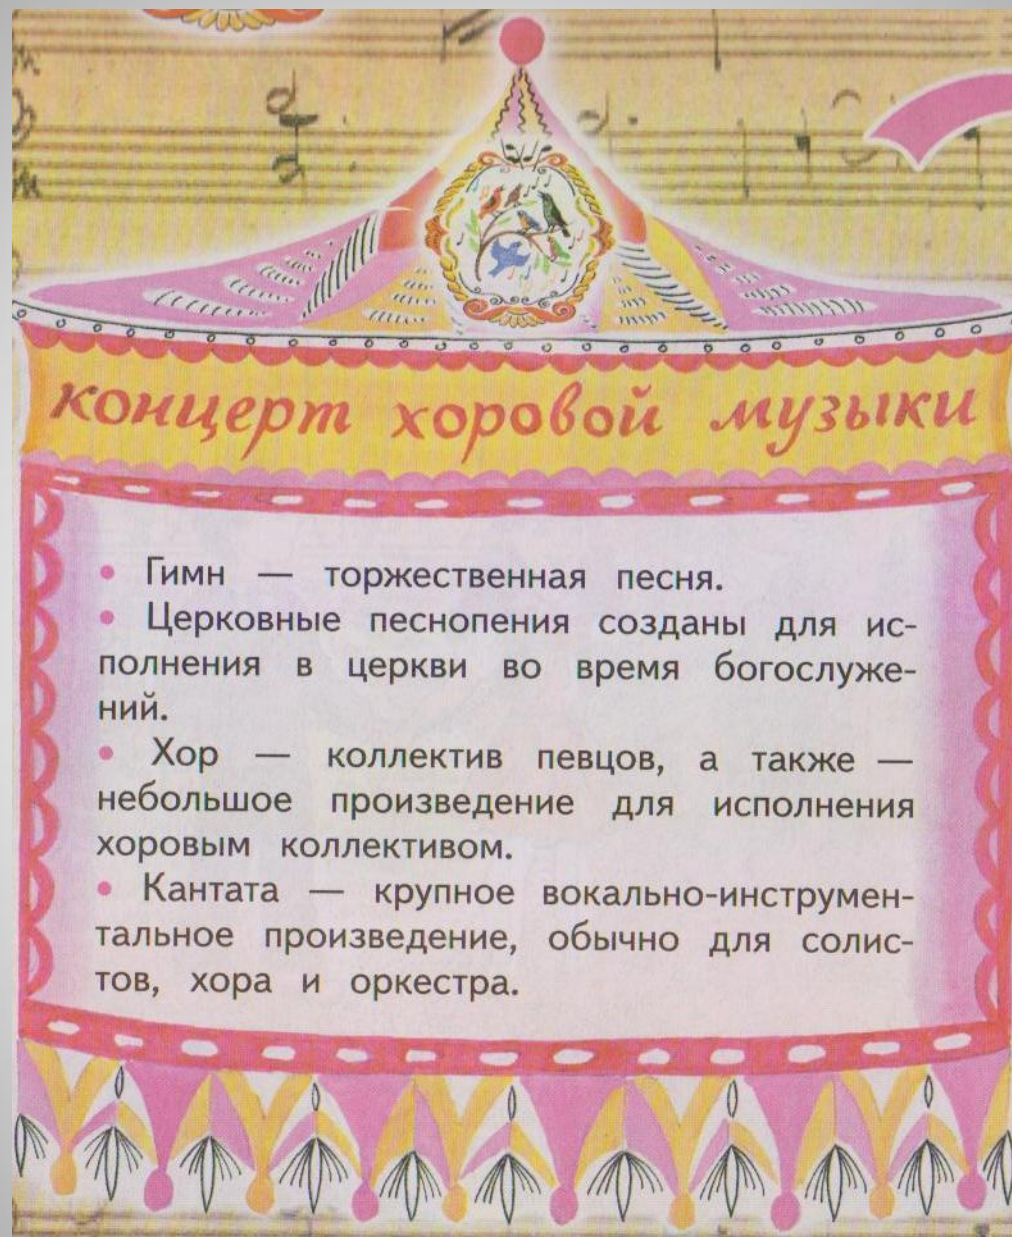 концерт хоровой музыки
• Гимн — торжественная песня.
• Церковные песнопения созданы для ис-
полнения в церкви во время богослуже-
ний.
• Хор — коллектив певцов, а также —
небольшое произведение для исполнения
хоровым коллективом.
• Кантата — крупное вокально-инструмен-
тальное произведение, обычно для солис-
тов, хора и оркестра.